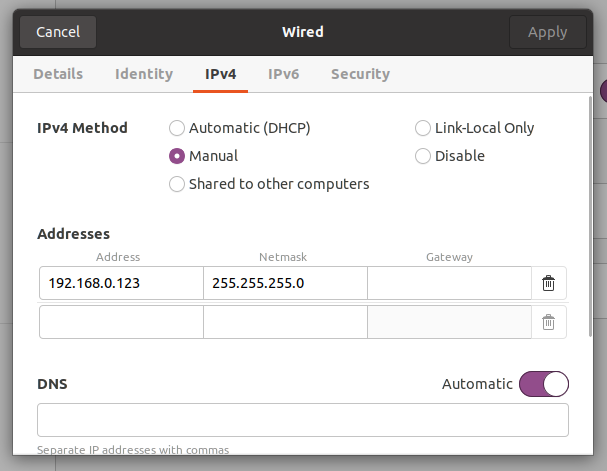 Cancel Wired Apply
Details Identity IPv4 IPv6 Security
IPv4 Method Automatic (DHCP) Link-Local Only
Manual Disable
Shared to other computers
Addresses
Address Netmask Gateway
192.168.0.123 255.255.255.0
DNS Automatic
Separate IP addresses with commas